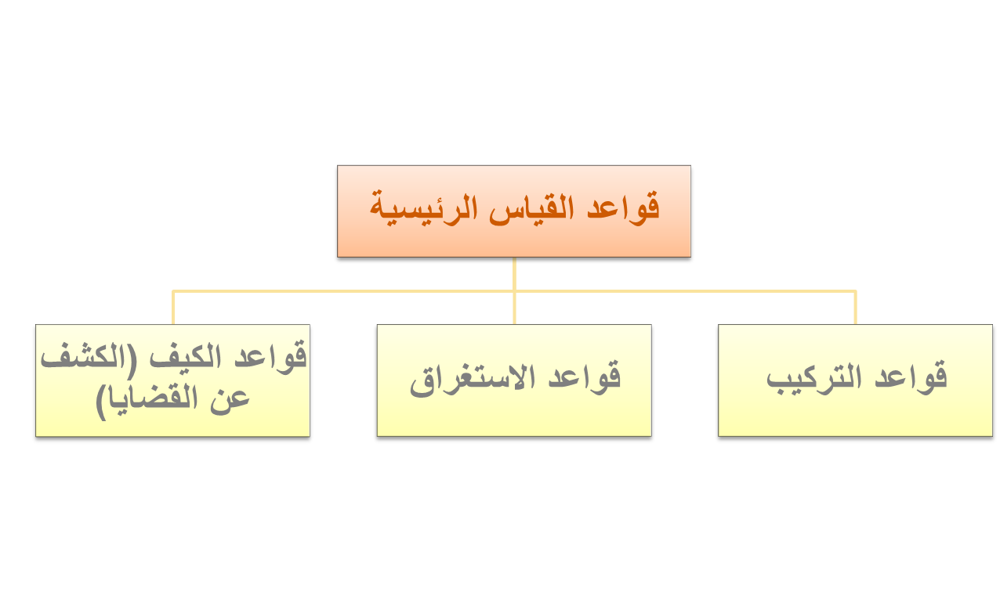 قواعد القياس الرئيسية
قواعد التركيب
قواعد الاستغراق
قواعد الكيف (الكشف
عن القضايا)